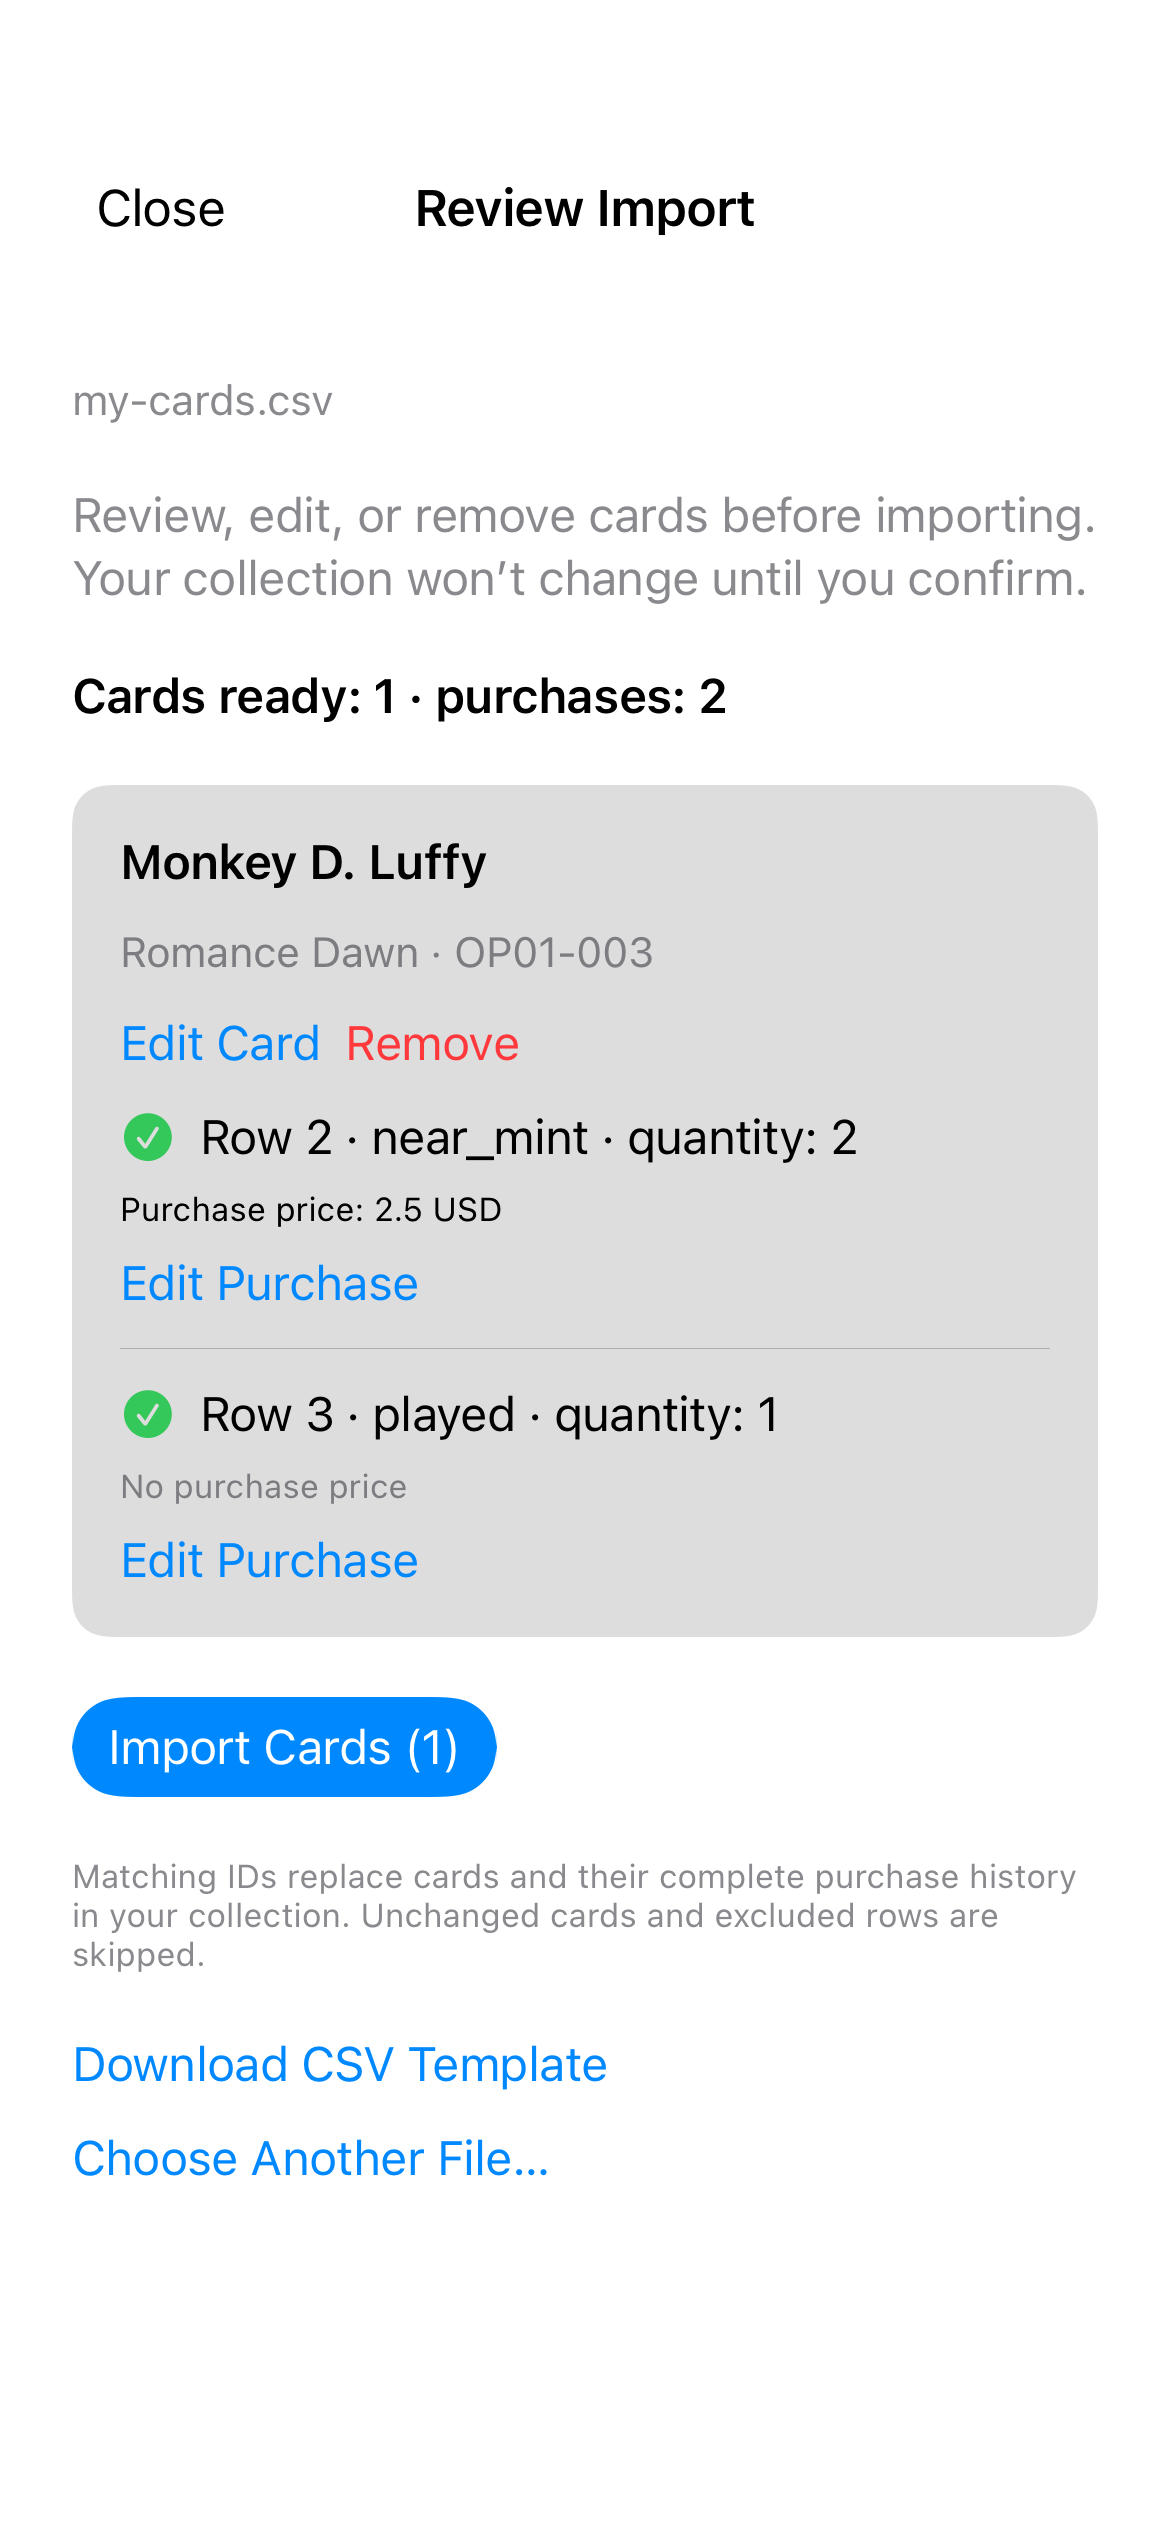 Close
Review Import
my-cards.csv
Review, edit, or remove cards before importing.
Your collection won’t change until you confirm.
Cards ready: 1 · purchases: 2
Monkey D. Luffy
Romance Dawn · OP01-003
Edit Card Remove
Row 2 · near_mint · quantity: 2
Purchase price: 2.5 USD
Edit Purchase
Row 3 · played · quantity: 1
No purchase price
Edit Purchase
Import Cards (1)
Matching IDs replace cards and their complete purchase history
in your collection. Unchanged cards and excluded rows are
skipped.
Download CSV Template
Choose Another File...